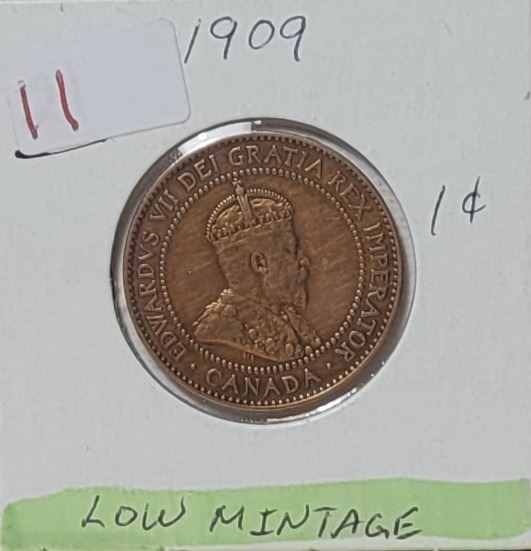 1909
11
EDWARDVS VII DEI GRATIA REX IMPERATOR
· CANADA ·
1¢
LOW MINTAGE